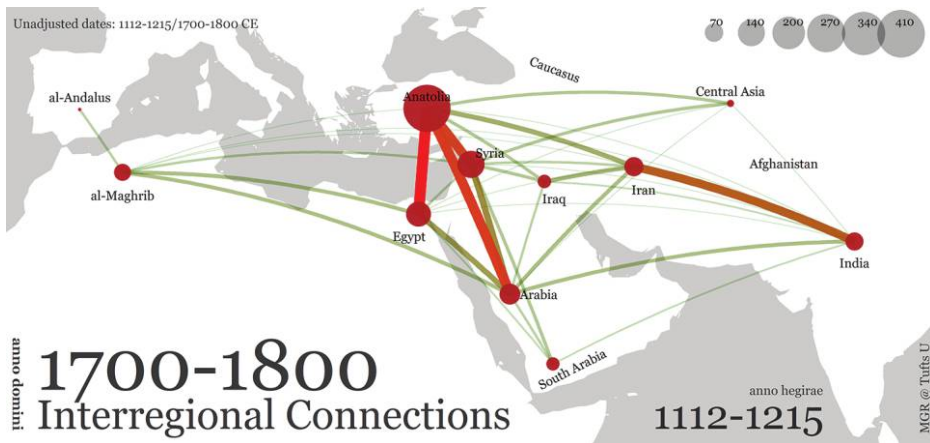 Unadjusted dates: 1112-1215/1700-1800 CE
70 140 200 270 340 410
Caucasus
al-Andalus
Anatolia
Central Asia
Syria
Afghanistan
al-Maghrib
Iraq
Iran
Egypt
India
Arabia
South Arabia
anno domini
1700-1800
Interregional Connections
anno hegirae
1112-1215
MGR @ Tufts U